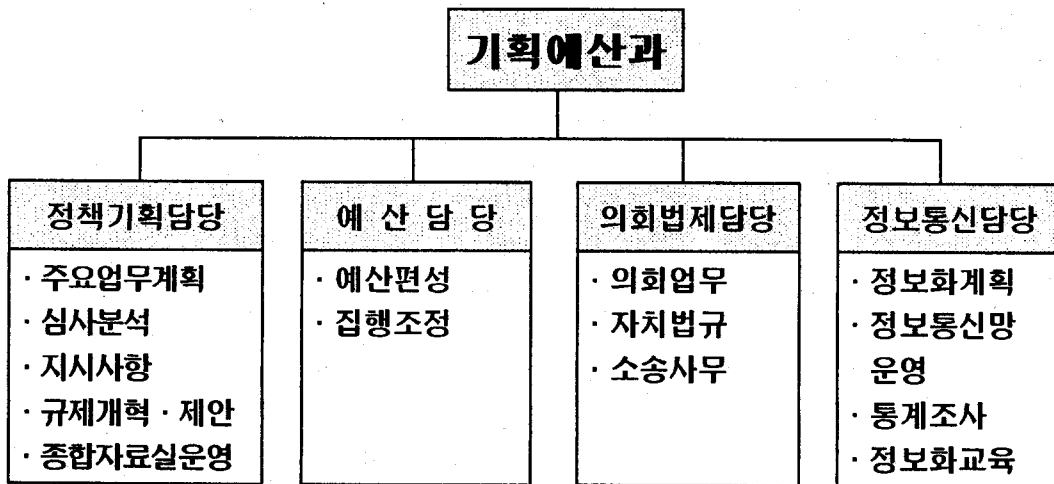 기획예산과
정책기획담당
· 주요업무계획
· 심사분석
· 지시사항
· 규제개혁 · 제안
· 종합자료실운영
예 산 담 당
· 예산편성
· 집행조정
의회법제담당
· 의회업무
· 자치법규
· 소송사무
정보통신담당
· 정보화계획
· 정보통신망
운영
· 통계조사
· 정보화교육